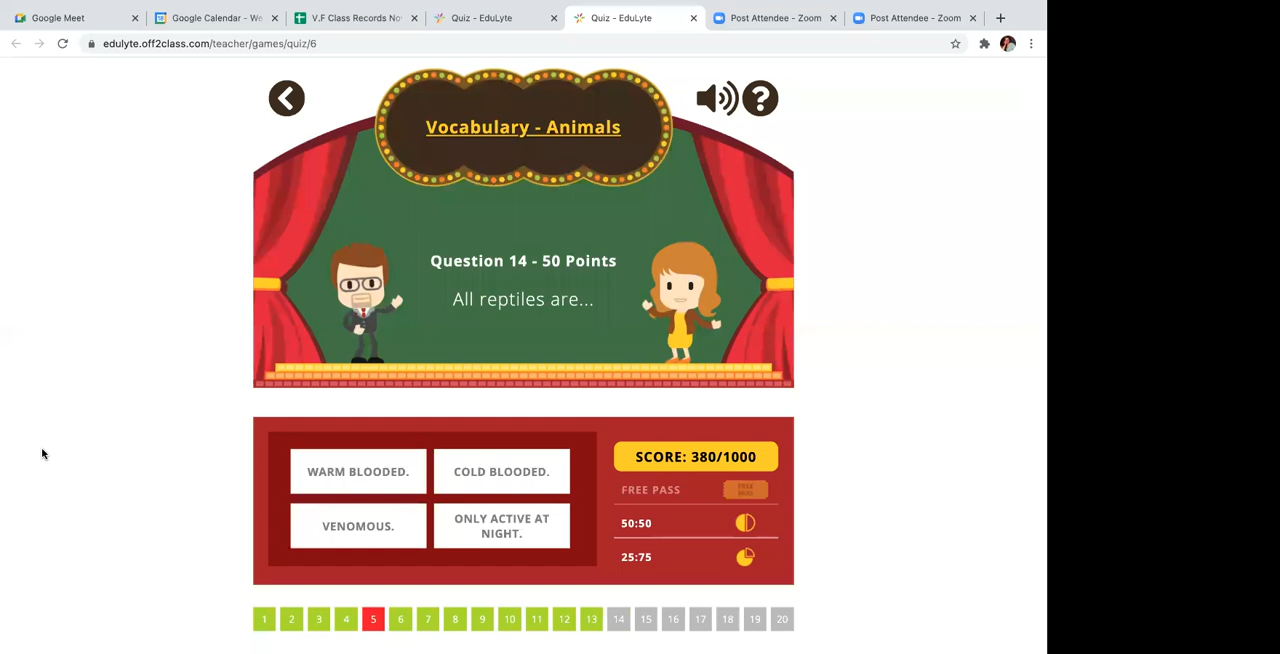 Google Meet
Google Calendar - We
V.F Class Records No
Quiz - EduLyte
Quiz - EduLyte
Post Attendee - Zoom
Post Attendee - Zoom
edulyte.off2class.com/teacher/games/quiz/6
Vocabulary - Animals
Question 14 - 50 Points
All reptiles are...
WARM BLOODED.
COLD BLOODED.
VENOMOUS.
ONLY ACTIVE AT
NIGHT.
SCORE: 380/1000
FREE PASS
50:50
25:75
1 2 3 4 5 6 7 8 9 10 11 12 13 14 15 16 17 18 19 20